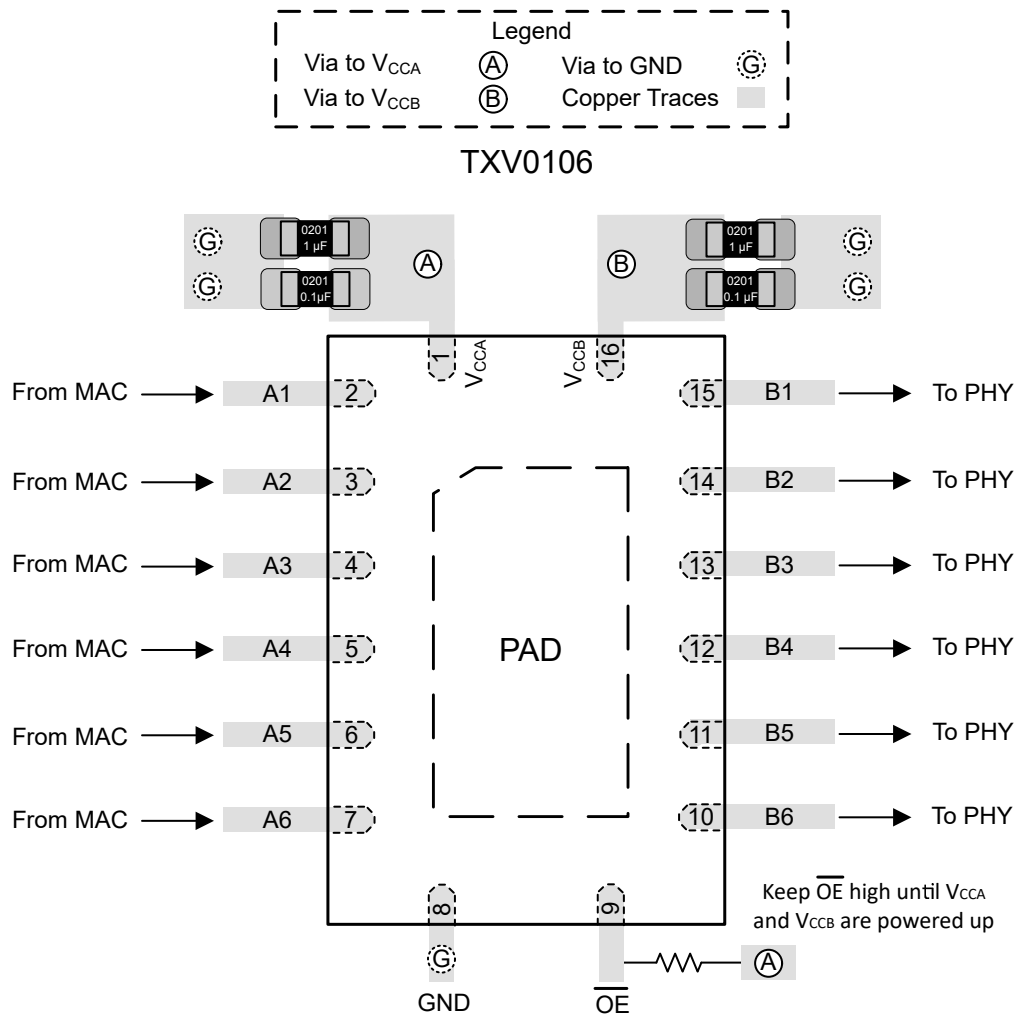 Legend
Via to VCCA A Via to GND G
Via to VCCB B Copper Traces
TXV0106
G 0201 1 µF A B 0201 1 µF G
G 0201 0.1µF 0201 0.1 µF G
1 VCCA VCCB 16
From MAC A1 2 15 B1 To PHY
From MAC A2 3 14 B2 To PHY
From MAC A3 4 13 B3 To PHY
From MAC A4 5 PAD 12 B4 To PHY
From MAC A5 6 11 B5 To PHY
From MAC A6 7 10 B6 To PHY
Keep O̅E̅ high until VCCA
and VCCB are powered up
8 9
G A
GND O̅E̅